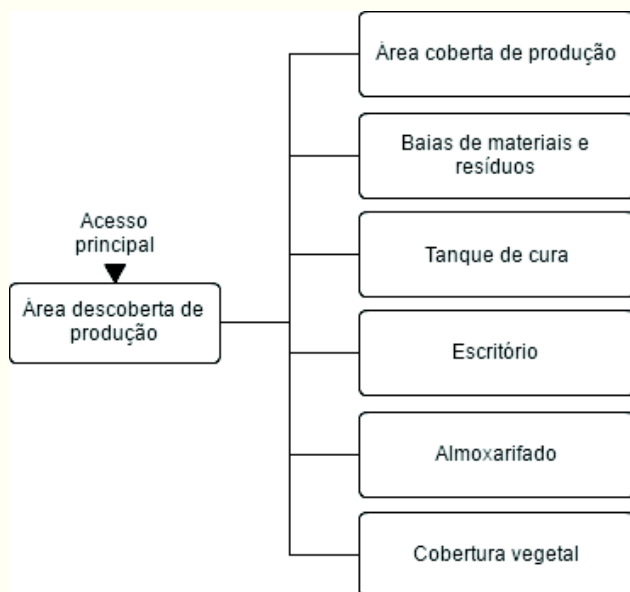 Acesso
principal
Área descoberta de
produção
Área coberta de produção
Baias de materiais e
resíduos
Tanque de cura
Escritório
Almoxarifado
Cobertura vegetal